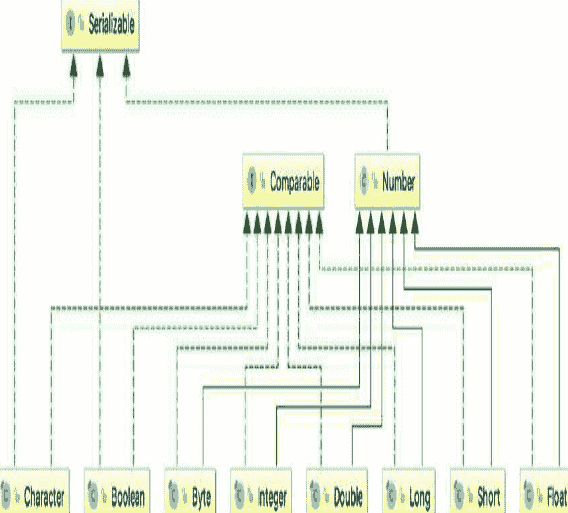 Serializable
Comparable
Number
Character
Boolean
Byte
Integer
Double
Long
Short
Float